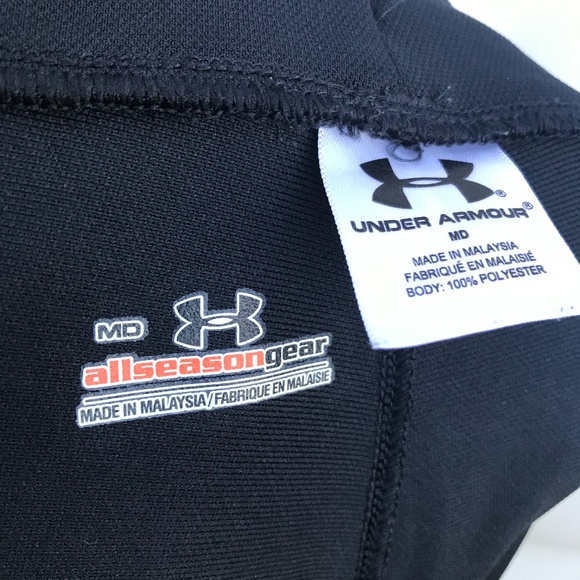 UNDER ARMOUR®
MD
MADE IN MALAYSIA
FABRIQUÉ EN MALAISIÉ
BODY: 100% POLYESTER
MD
allseasongear
MADE IN MALAYSIA/FABRIQUE EN MALAISIE